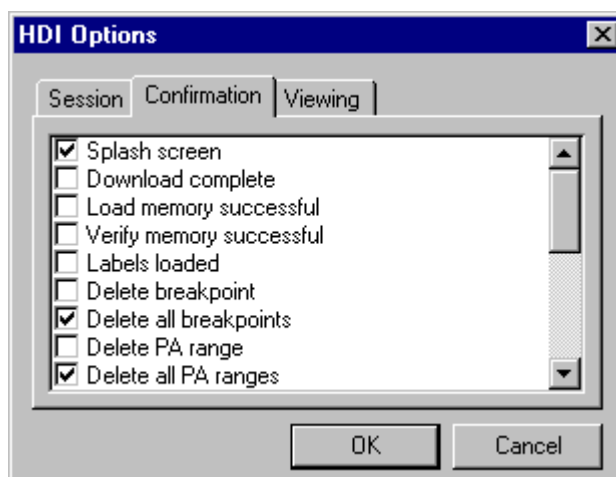 HDI Options
Session Confirmation Viewing
Splash screen
Download complete
Load memory successful
Verify memory successful
Labels loaded
Delete breakpoint
Delete all breakpoints
Delete PA range
Delete all PA ranges
OK Cancel